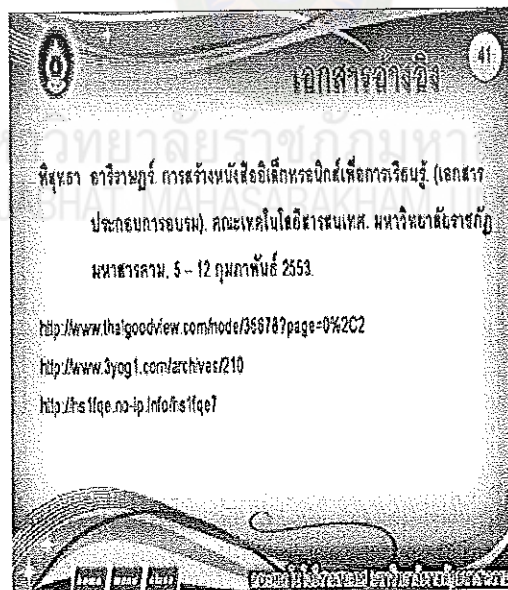 41
เอกสารอ้างอิง
พิสุทธา อารีราษฎร์. การสร้างหนังสืออิเล็กทรอนิกส์เพื่อการเรียนรู้. (เอกสาร
ประกอบการอบรม). คณะเทคโนโลยีสารสนเทศ. มหาวิทยาลัยราชภัฏ
มหาสารคาม, 5 – 12 กุมภาพันธ์ 2553.
http://www.thaigoodview.com/node/35678?page=0%2C2
http://www.3yog1.com/archives/210
http://hs1fqe.no-ip.info/hs1fqe7